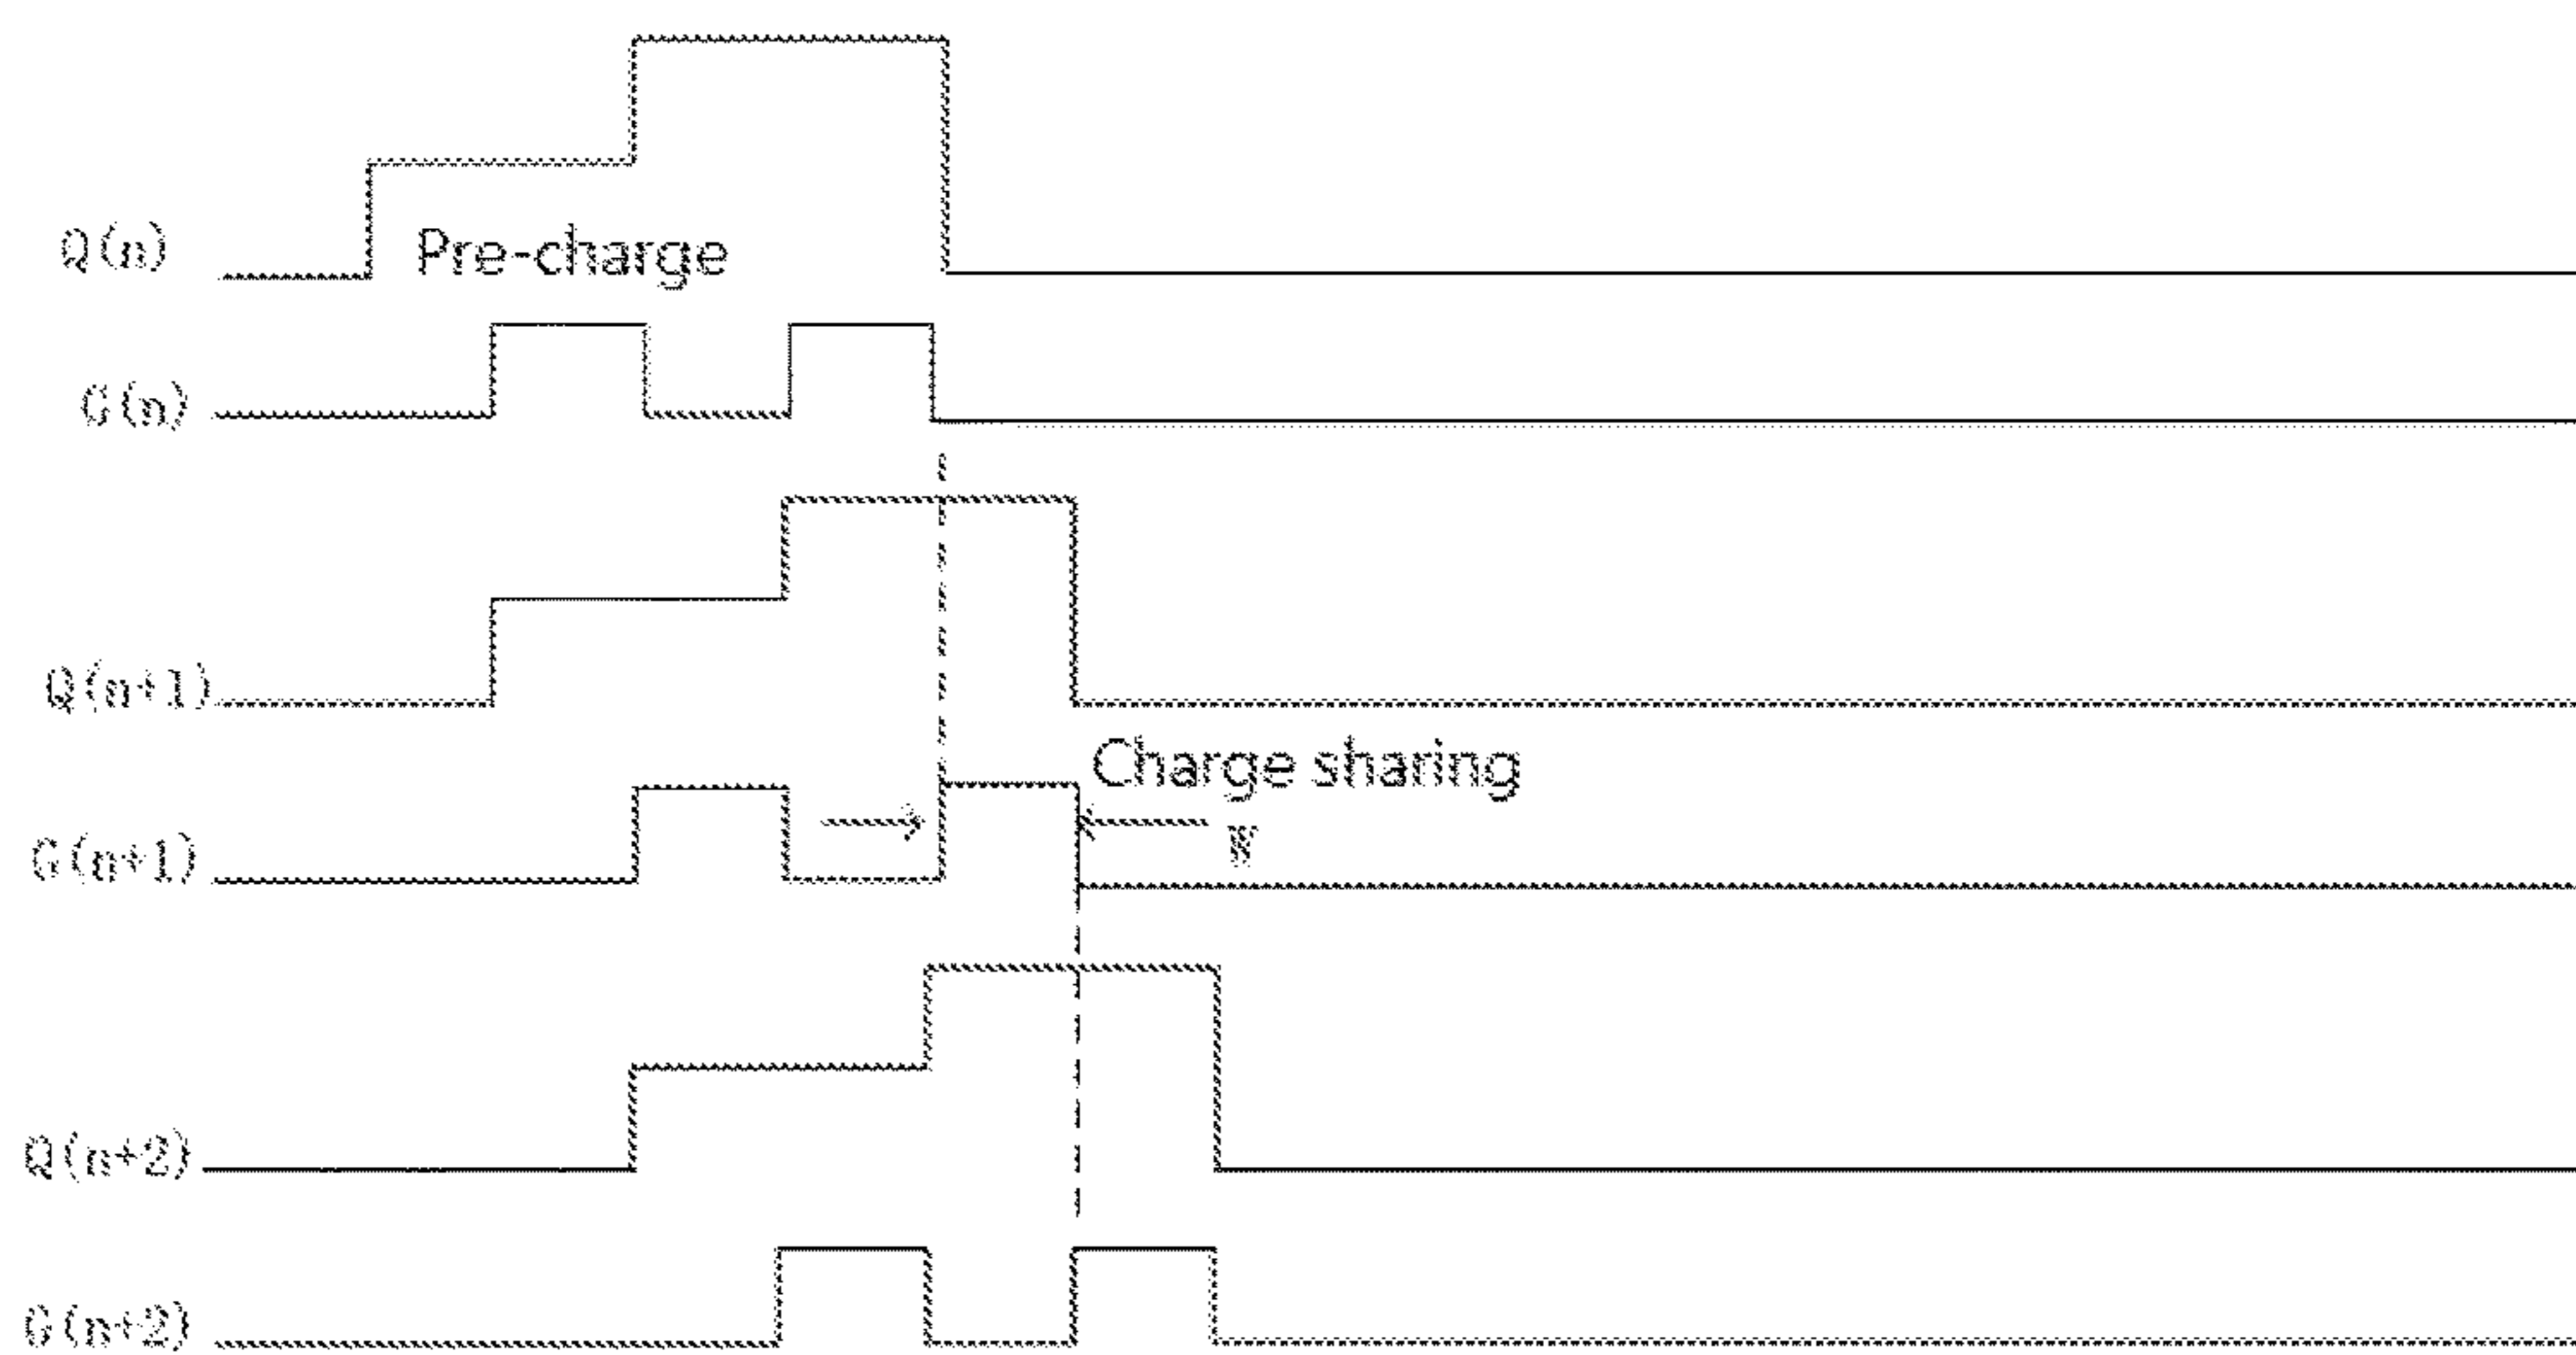 Q(n)
Pre-charge
G(n)
Q(n+1)
Charge sharing
G(n+1)
W
Q(n+2)
G(n+2)